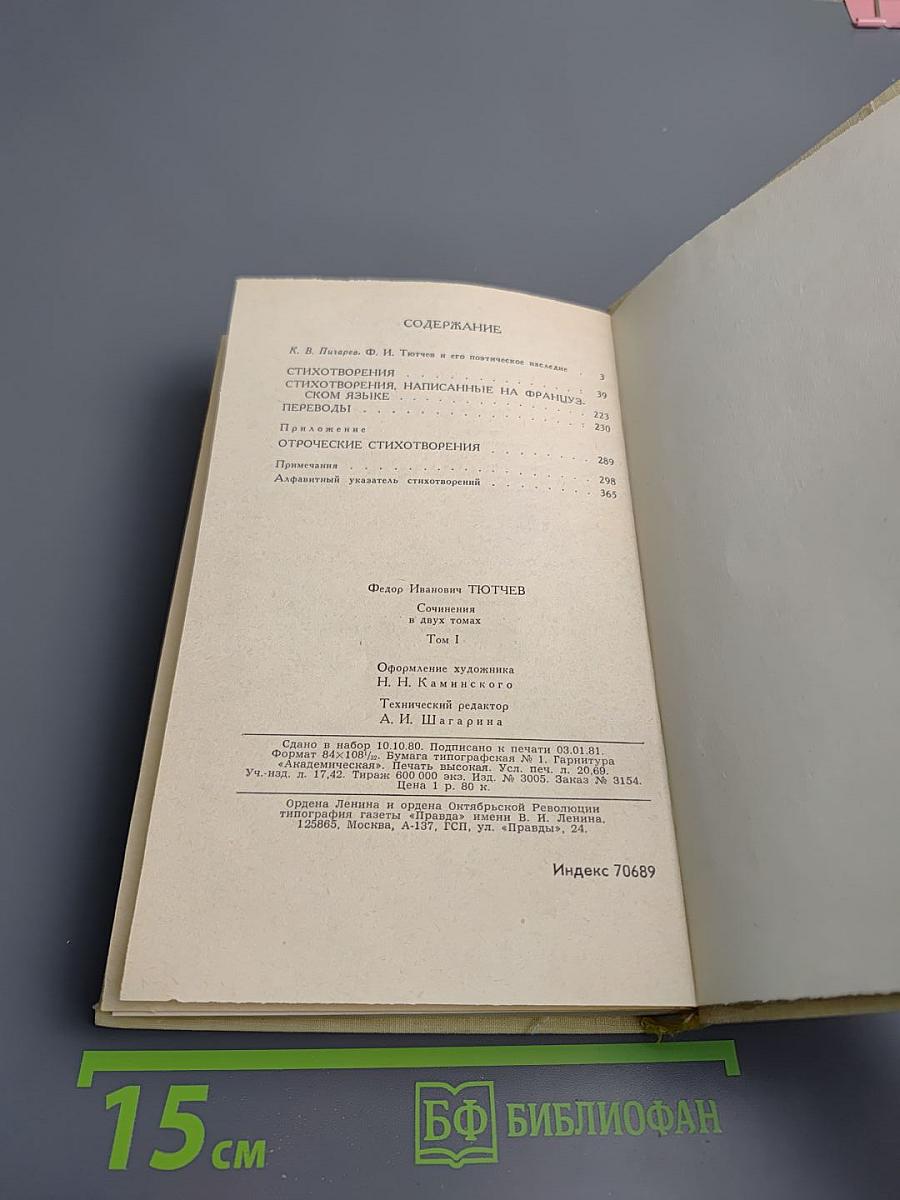 СОДЕРЖАНИЕ
К. В. Пигарев. Ф. И. Тютчев и его поэтическое наследие . 3
СТИХОТВОРЕНИЯ . . . . . . . . . . 39
СТИХОТВОРЕНИЯ, НАПИСАННЫЕ НА ФРАНЦУЗ-
СКОМ ЯЗЫКЕ . . . . . . . . . . 223
ПЕРЕВОДЫ . . . . . . . . . . 230
Приложение
ОТРОЧЕСКИЕ СТИХОТВОРЕНИЯ . . . . . . 289
Примечания . . . . . . . . . . 298
Алфавитный указатель стихотворений . . . . . . 365
Федор Иванович ТЮТЧЕВ
Сочинения
в двух томах
Том I
Оформление художника
Н. Н. Каминского
Технический редактор
А. И. Шагарина
Сдано в набор 10.10.80. Подписано к печати 03.01.81.
Формат 84×108¹/₃₂. Бумага типографская № 1. Гарнитура
«Академическая». Печать высокая. Усл. печ. л. 20,69.
Уч.-изд. л. 17,42. Тираж 600 000 экз. Изд. № 3005. Заказ № 3154.
Цена 1 р. 80 к.
Ордена Ленина и ордена Октябрьской Революции
типография газеты «Правда» имени В. И. Ленина.
125865, Москва, А-137, ГСП, ул. «Правды», 24.
Индекс 70689
15 см
БФ БИБЛИОФАН